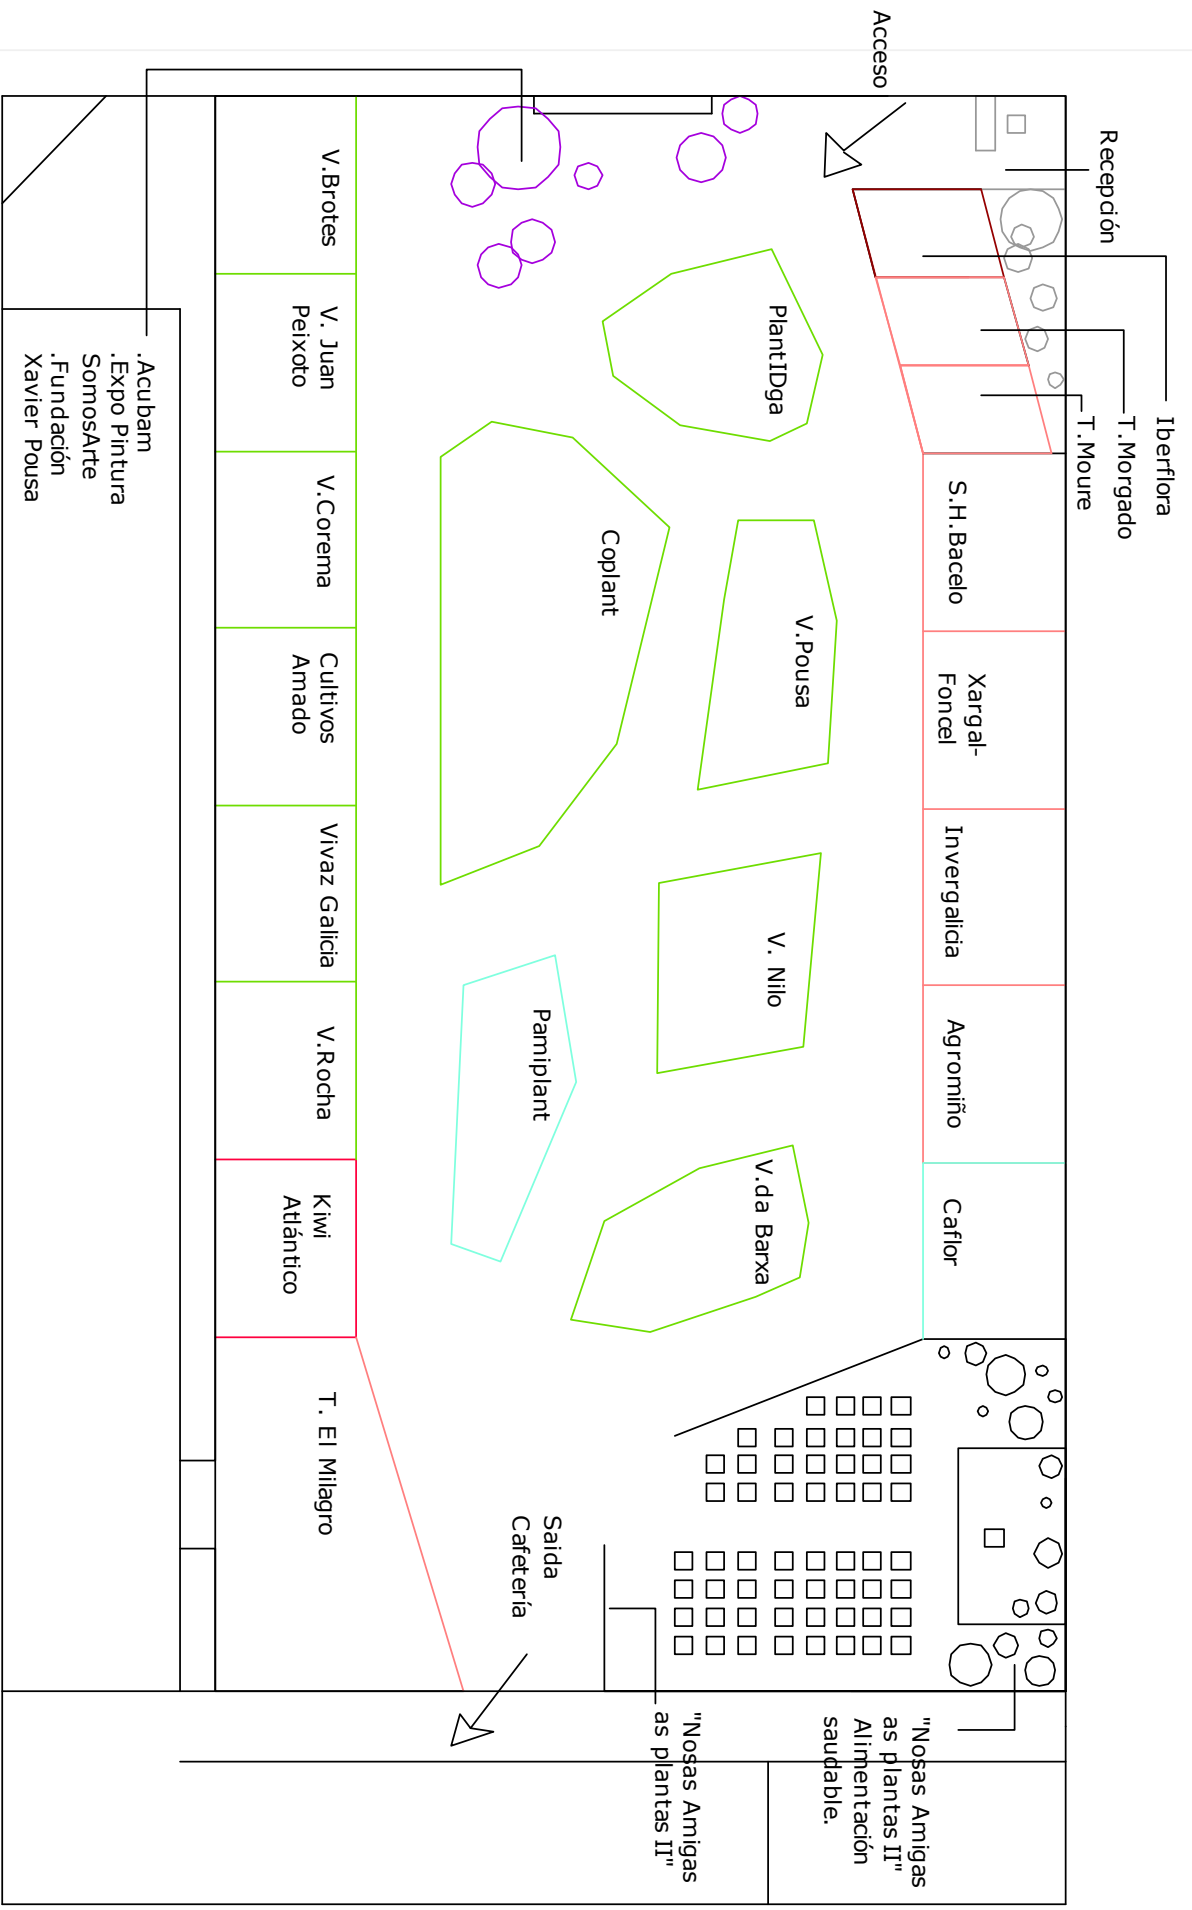 Acceso
Recepción
Iberflora
T.Morgado
T.Moure
S.H.Bacelo
Xargal-
Foncel
Invergalicia
Agromiño
Caflor
PlantIDga
V.Pousa
V. Nilo
V.da Barxa
Coplant
Pamiplant
V.Brotes
V. Juan
Peixoto
V.Corema
Cultivos
Amado
Vivaz Galicia
V.Rocha
Kiwi
Atlántico
T. El Milagro
Saida
Cafetería
"Nosas Amigas
as plantas II"
Alimentación
saudable.
"Nosas Amigas
as plantas II"
.Acubam
.Expo Pintura
SomosArte
.Fundación
Xavier Pousa